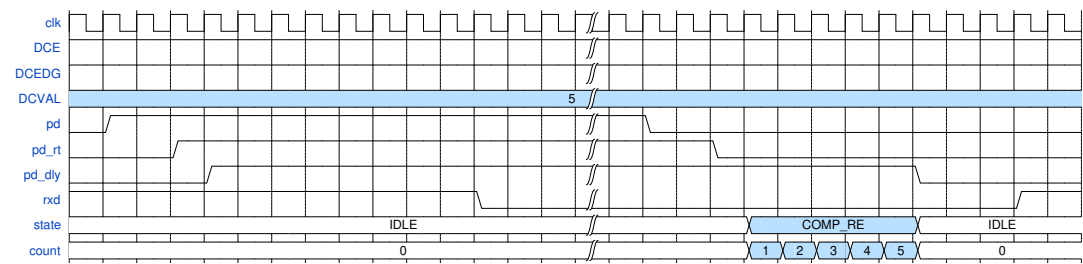 clk
DCE
DCEDG
DCVAL 5
pd
pd_rt
pd_dly
rxd
state IDLE COMP_RE IDLE
count 0 1 2 3 4 5 0